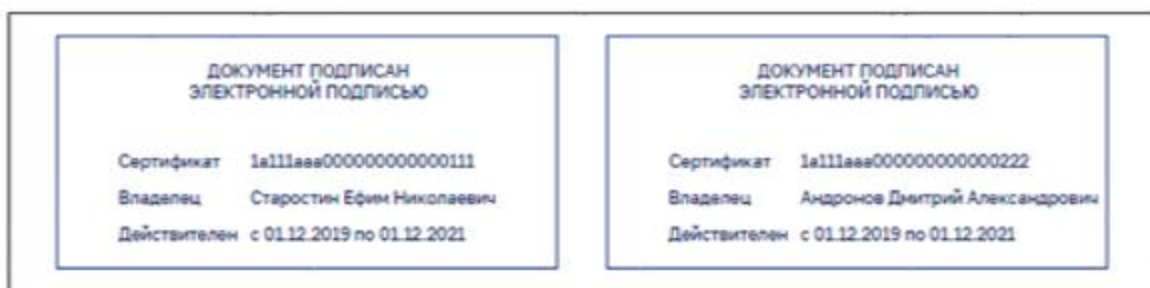 ДОКУМЕНТ ПОДПИСАН
ЭЛЕКТРОННОЙ ПОДПИСЬЮ
Сертификат 1a111aaa000000000000111
Владелец Старостин Ефим Николаевич
Действителен с 01.12.2019 по 01.12.2021
ДОКУМЕНТ ПОДПИСАН
ЭЛЕКТРОННОЙ ПОДПИСЬЮ
Сертификат 1a111aaa000000000000222
Владелец Андронов Дмитрий Александрович
Действителен с 01.12.2019 по 01.12.2021